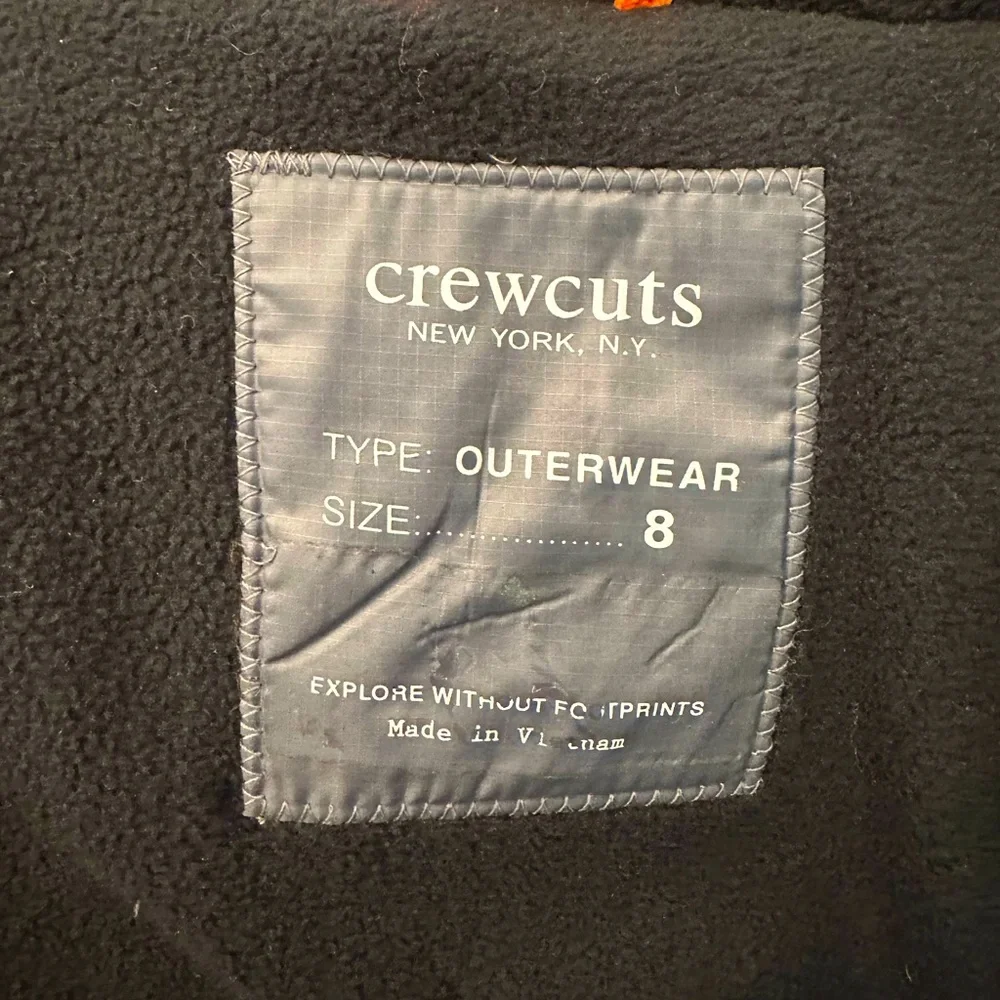 crewcuts
NEW YORK, N.Y.
TYPE: OUTERWEAR
SIZE:................... 8
EXPLORE WITHOUT FOOTPRINTS
Made in Vietnam